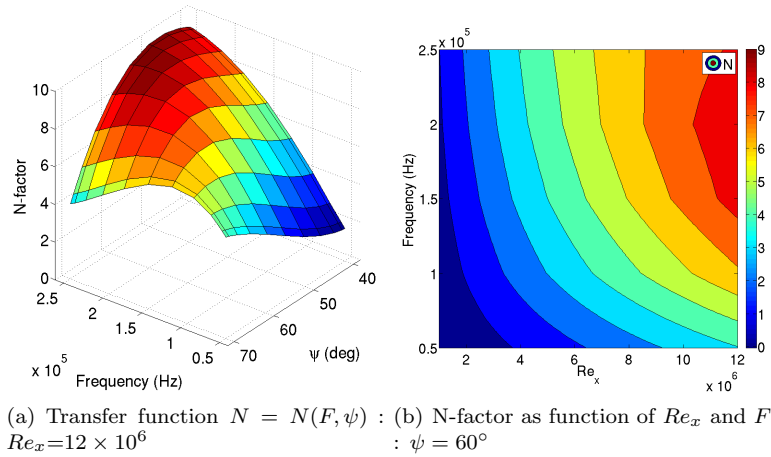 10
8
6
4
2
0
N-factor
2.5
2
1.5
1
0.5
x 10^5
Frequency (Hz)
70
60
50
40
ψ (deg)
x 10^5
2.5
2
1.5
1
0.5
Frequency (Hz)
2
4
6
8
10
12
Re_x
x 10^6
N
9
8
7
6
5
4
3
2
1
0
(a) Transfer function N = N(F, ψ) :
Re_x=12 × 10^6
(b) N-factor as function of Re_x and F
: ψ = 60°